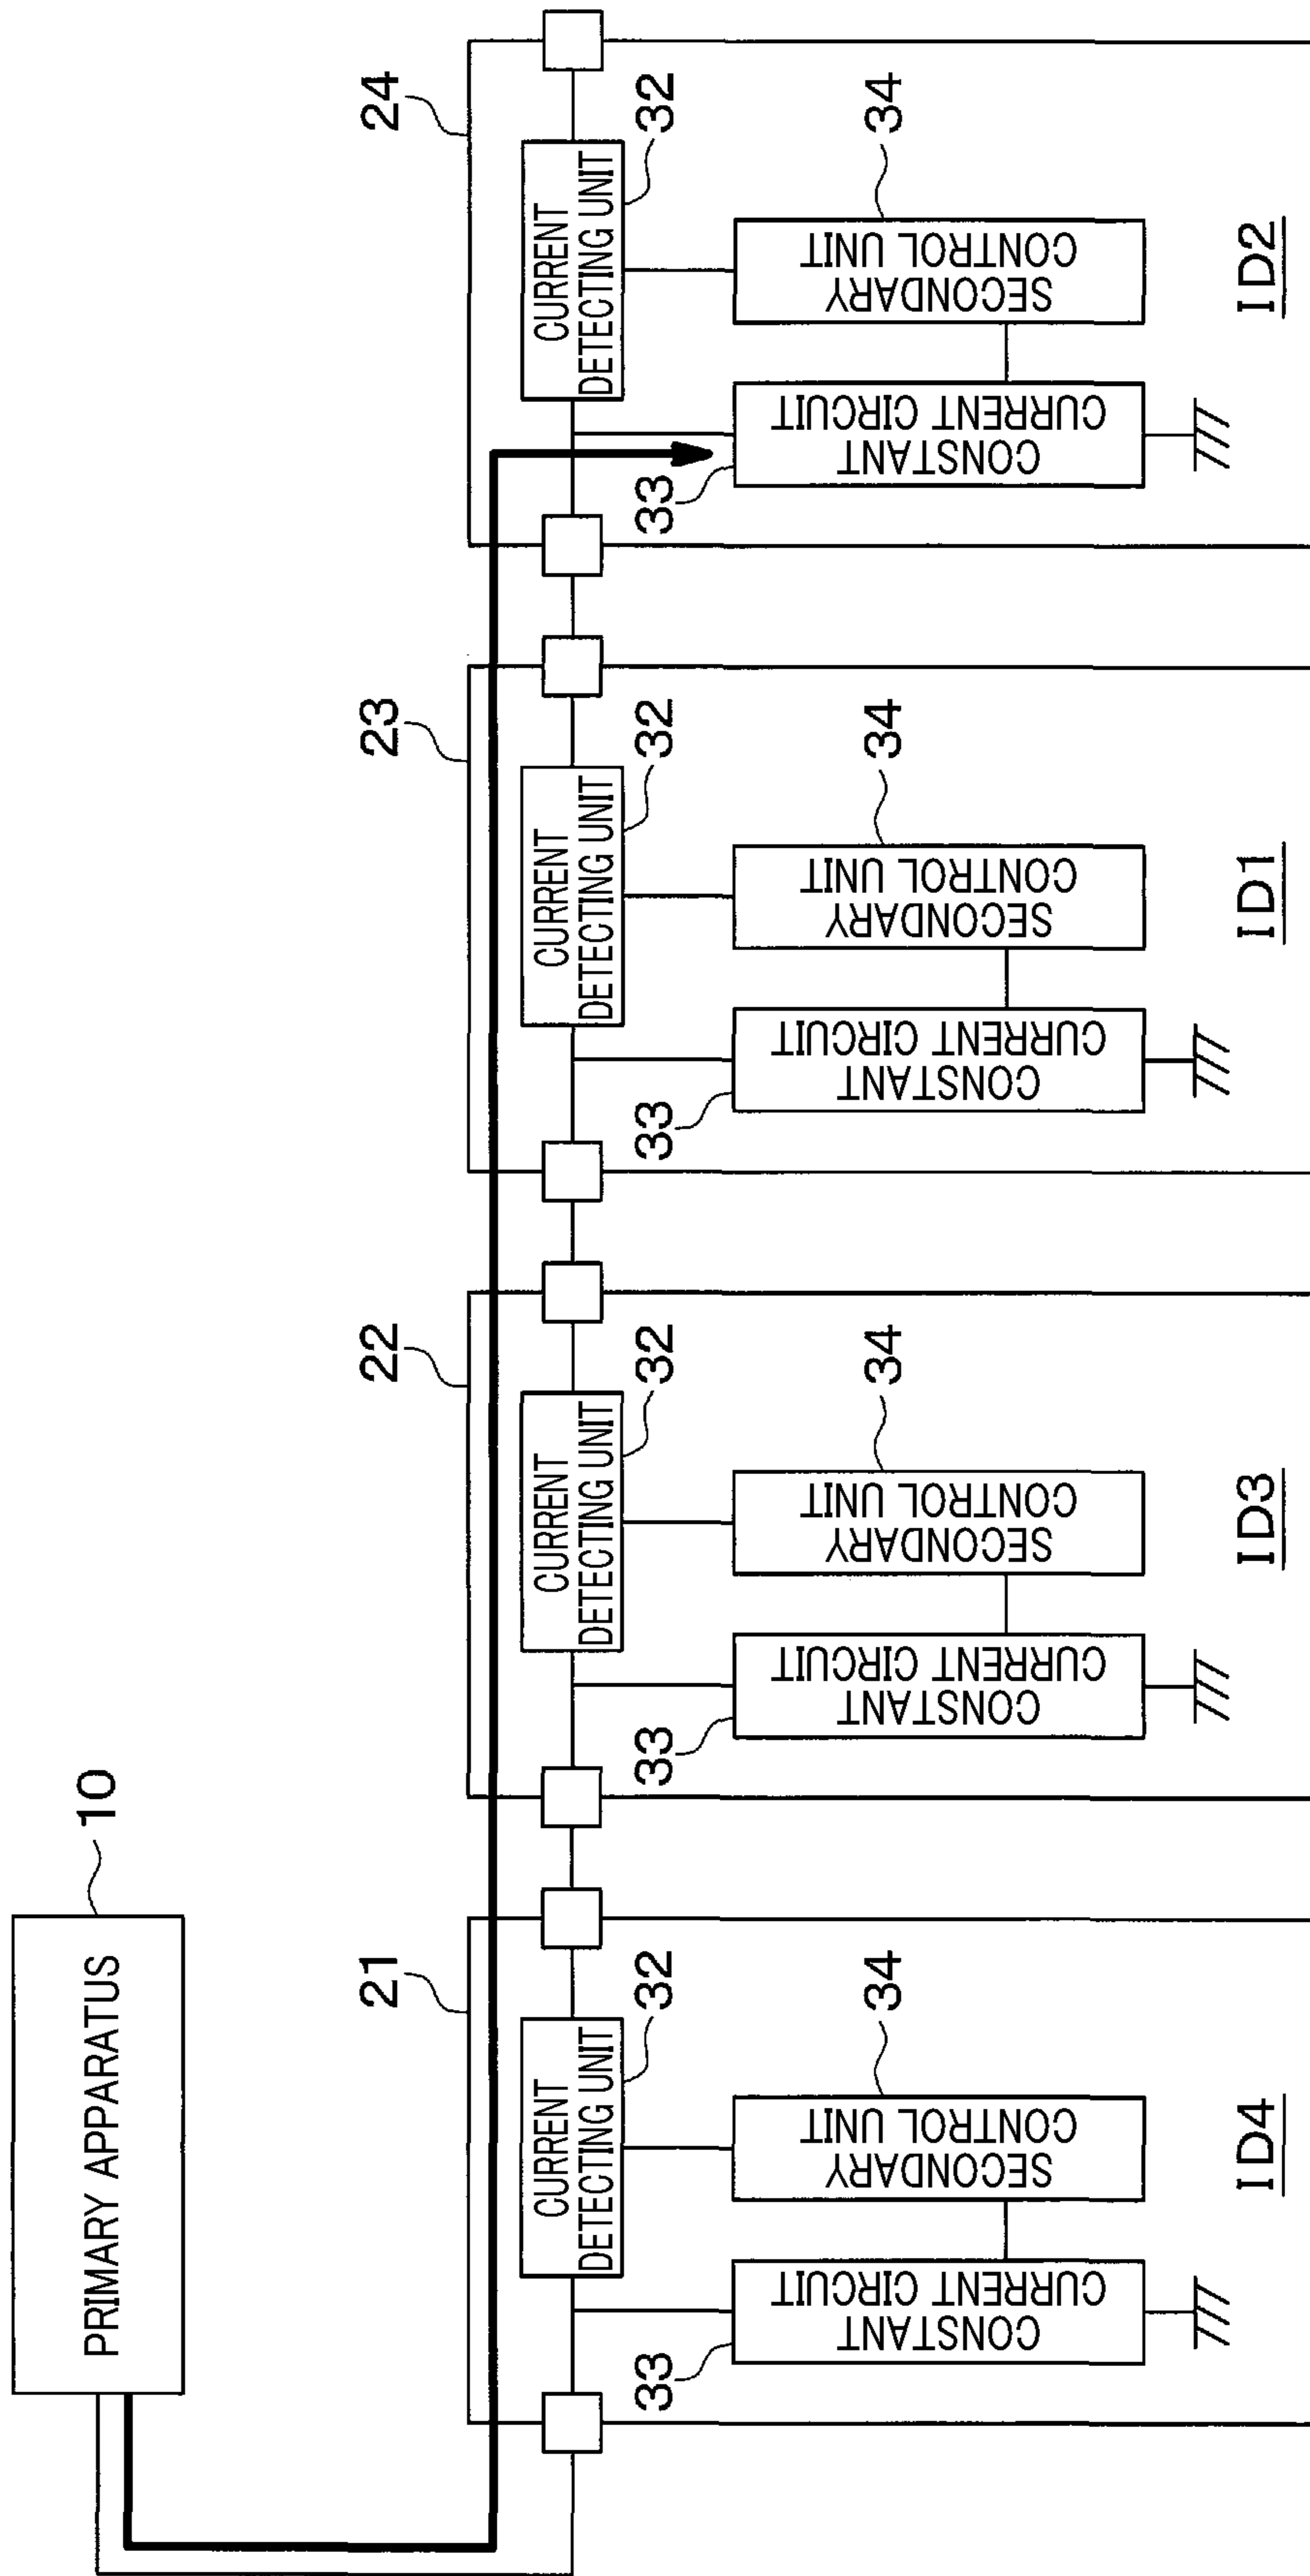 PRIMARY APPARATUS
10
21
CURRENT
DETECTING UNIT
32
33
CONSTANT
CURRENT CIRCUIT
SECONDARY
CONTROL UNIT
34
ID4
22
CURRENT
DETECTING UNIT
32
33
CONSTANT
CURRENT CIRCUIT
SECONDARY
CONTROL UNIT
34
ID3
23
CURRENT
DETECTING UNIT
32
33
CONSTANT
CURRENT CIRCUIT
SECONDARY
CONTROL UNIT
34
ID1
24
CURRENT
DETECTING UNIT
32
33
CONSTANT
CURRENT CIRCUIT
SECONDARY
CONTROL UNIT
34
ID2